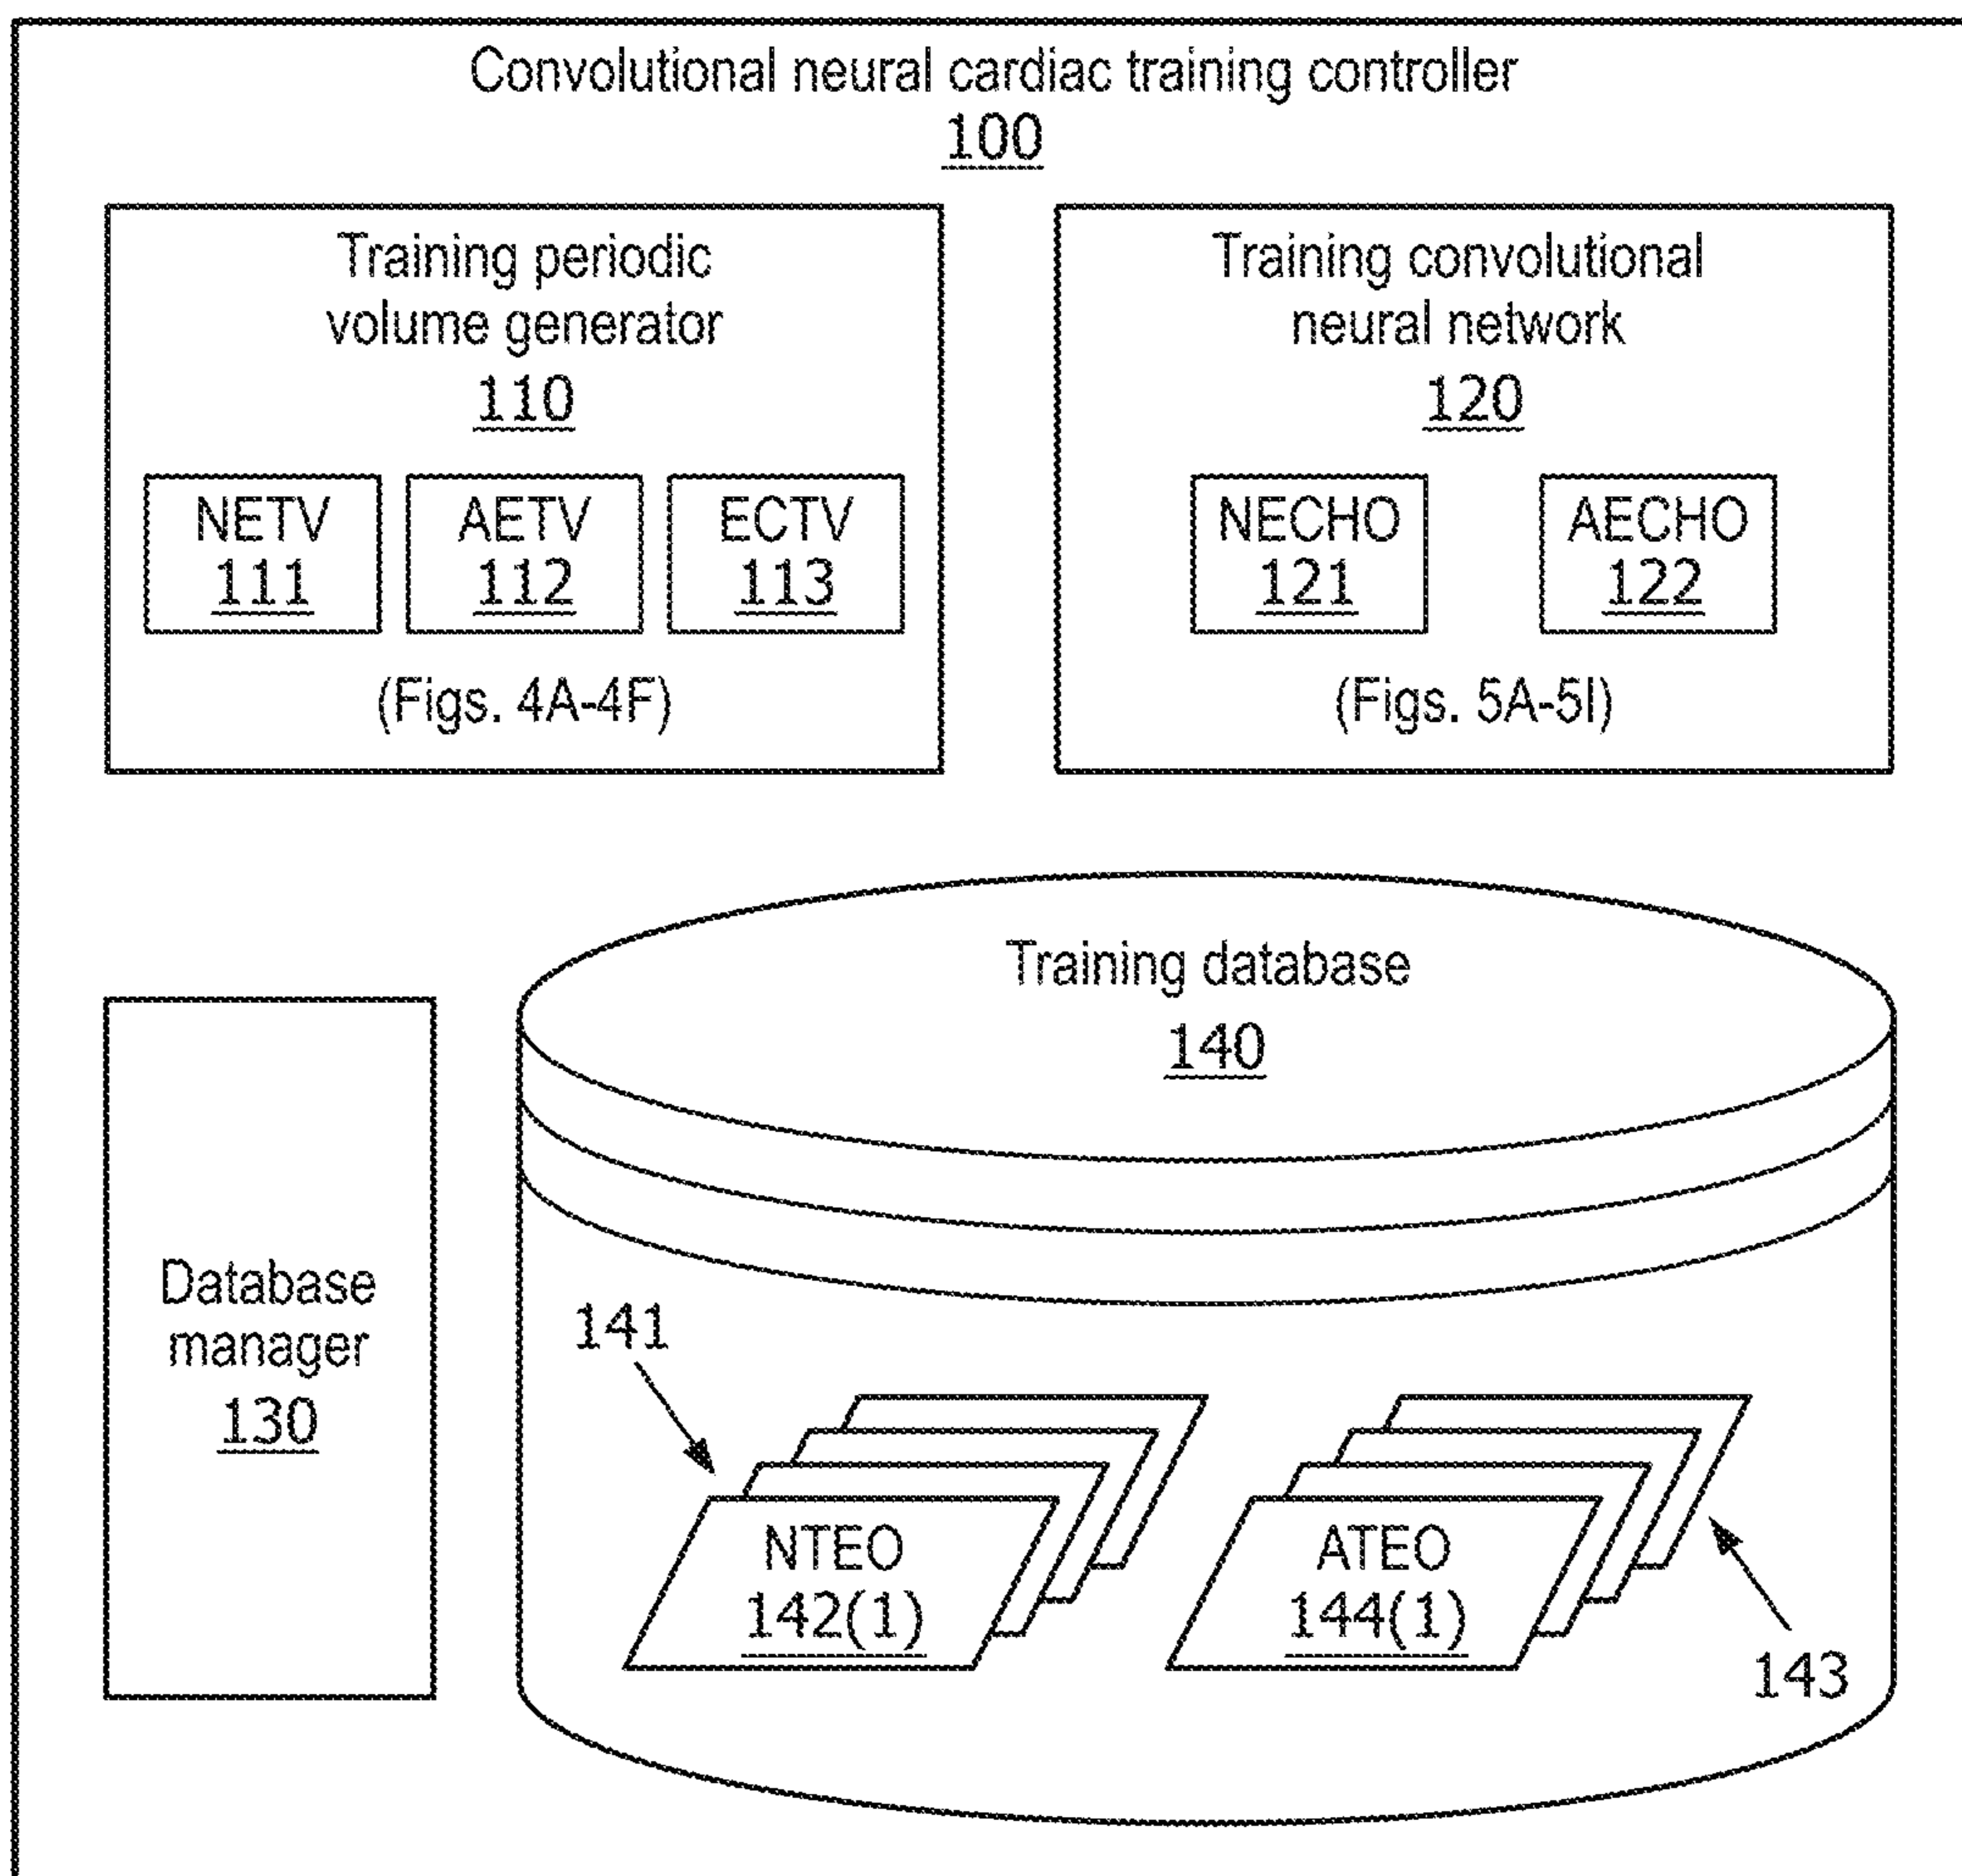 Convolutional neural cardiac training controller
100
Training periodic
volume generator
110
NETV
111
AETV
112
ECTV
113
(Figs. 4A-4F)
Training convolutional
neural network
120
NECHO
121
AECHO
122
(Figs. 5A-5I)
Database
manager
130
Training database
140
141
NTEO
142(1)
ATEO
144(1)
143